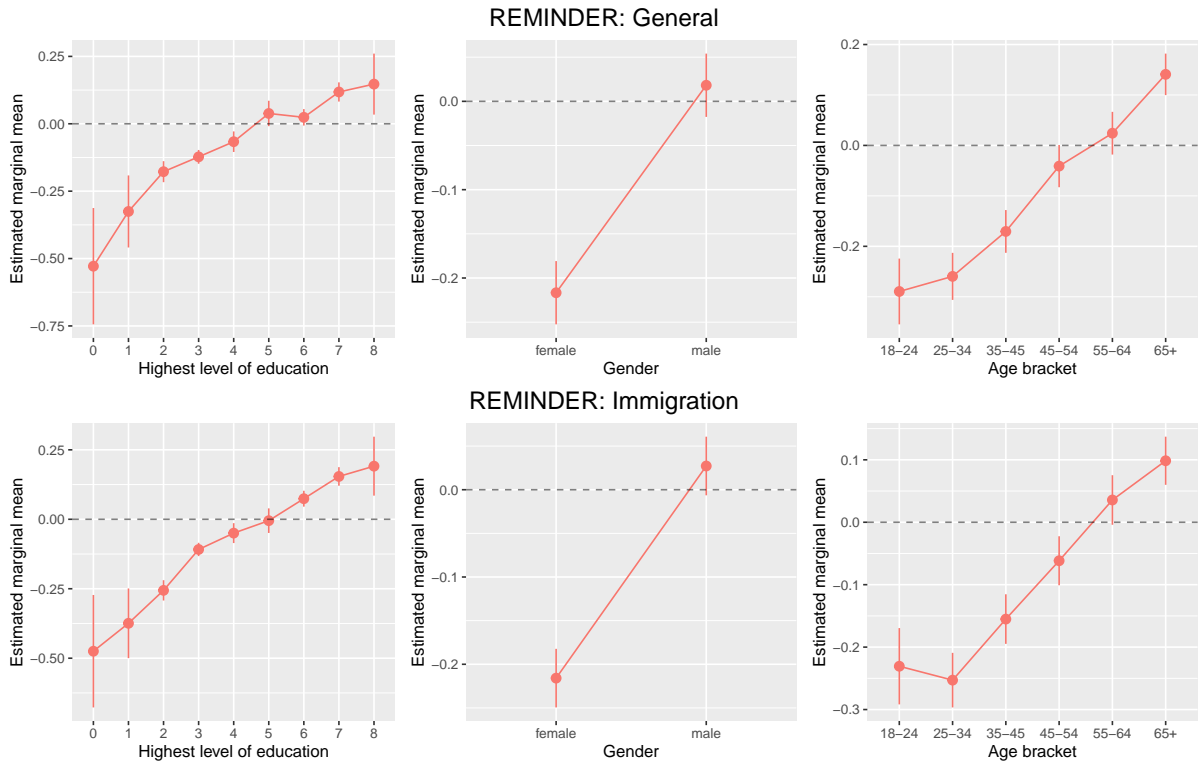 REMINDER: General
Estimated marginal mean
0.25
0.00
−0.25
−0.50
−0.75
0 1 2 3 4 5 6 7 8
Highest level of education
Estimated marginal mean
0.0
−0.1
−0.2
female male
Gender
Estimated marginal mean
0.2
0.0
−0.2
18−24 25−34 35−45 45−54 55−64 65+
Age bracket
REMINDER: Immigration
Estimated marginal mean
0.25
0.00
−0.25
−0.50
0 1 2 3 4 5 6 7 8
Highest level of education
Estimated marginal mean
0.0
−0.1
−0.2
female male
Gender
Estimated marginal mean
0.1
0.0
−0.1
−0.2
−0.3
18−24 25−34 35−45 45−54 55−64 65+
Age bracket